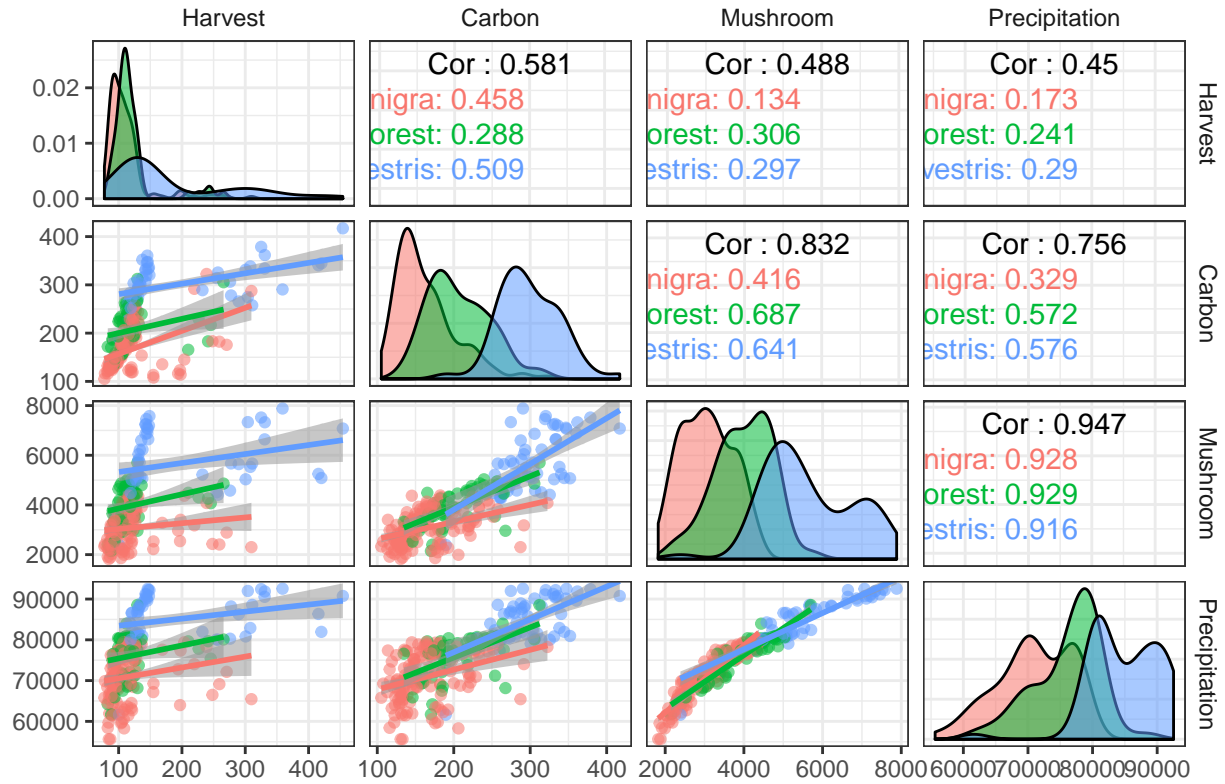 Harvest Carbon Mushroom Precipitation
0.02
0.01
0.00
Cor : 0.581
nigra: 0.458
orest: 0.288
estris: 0.509
Cor : 0.488
nigra: 0.134
orest: 0.306
estris: 0.297
Cor : 0.45
nigra: 0.173
orest: 0.241
vestris: 0.29
Harvest
400
300
200
100
Cor : 0.832
nigra: 0.416
orest: 0.687
estris: 0.641
Cor : 0.756
nigra: 0.329
orest: 0.572
estris: 0.576
Carbon
8000
6000
4000
2000
Cor : 0.947
nigra: 0.928
orest: 0.929
estris: 0.916
Mushroom
90000
80000
70000
60000
Precipitation
100 200 300 400
100 200 300 400
2000 4000 6000 8000
60000 70000 80000 90000